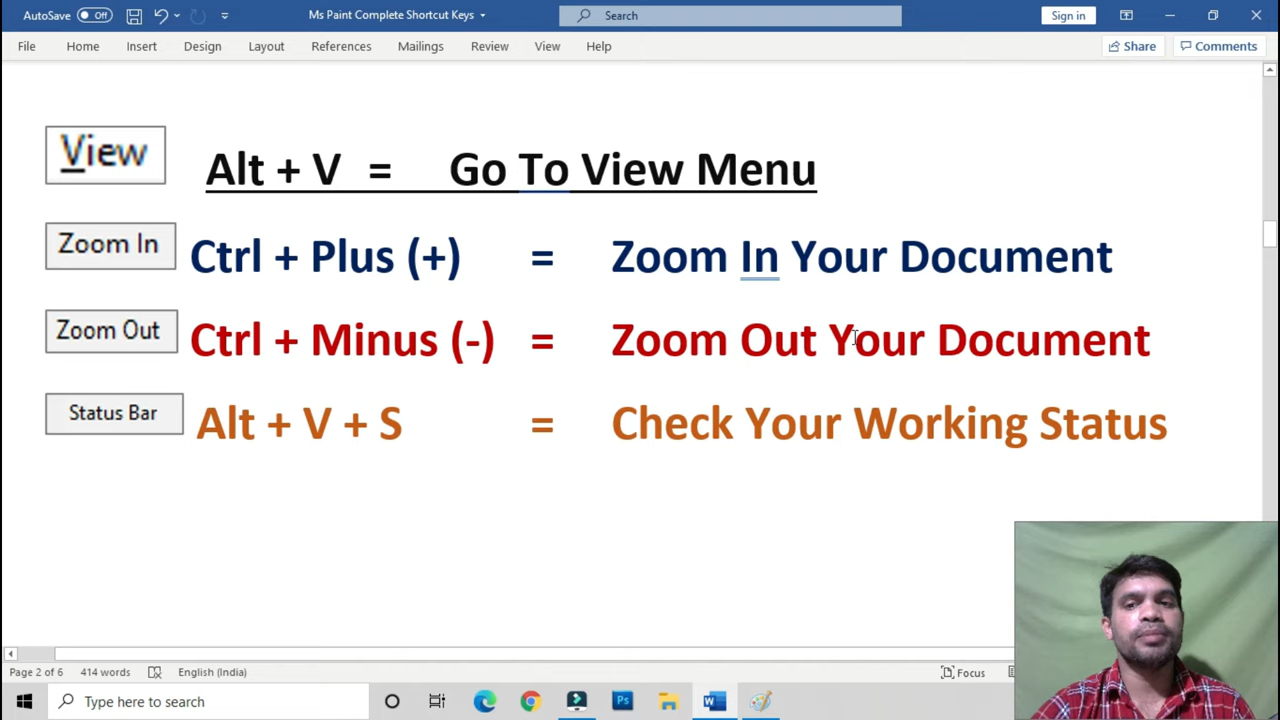 AutoSave Off Ms Paint Complete Shortcut Keys Search Sign in
File Home Insert Design Layout References Mailings Review View Help Share Comments
View Alt + V = Go To View Menu
Zoom In Ctrl + Plus (+) = Zoom In Your Document
Zoom Out Ctrl + Minus (-) = Zoom Out Your Document
Status Bar Alt + V + S = Check Your Working Status
Page 2 of 6 414 words English (India) Focus
Type here to search Ps W